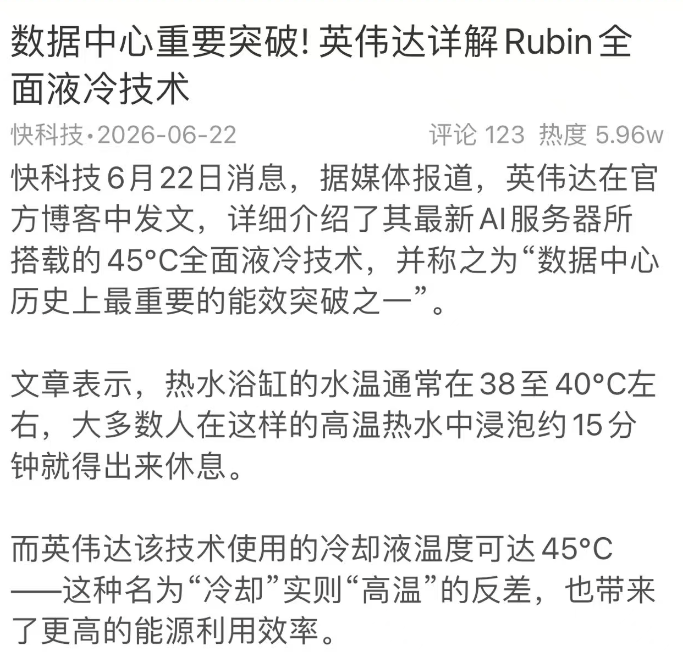 数据中心重要突破! 英伟达详解Rubin全
面液冷技术
快科技•2026-06-22 评论 123 热度 5.96w
快科技6月22日消息，据媒体报道，英伟达在官
方博客中发文，详细介绍了其最新AI服务器所
搭载的45°C全面液冷技术，并称之为“数据中心
历史上最重要的能效突破之一”。
文章表示，热水浴缸的水温通常在38至40°C左
右，大多数人在这样的高温热水中浸泡约15分
钟就得出来休息。
而英伟达该技术使用的冷却液温度可达45°C
——这种名为“冷却”实则“高温”的反差，也带来
了更高的能源利用效率。